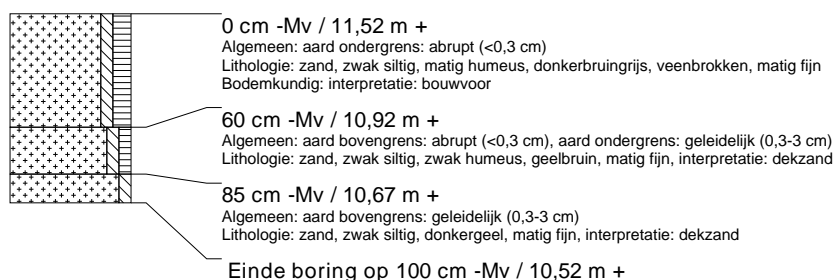 0 cm -Mv / 11,52 m +
Algemeen: aard ondergrens: abrupt (<0,3 cm)
Lithologie: zand, zwak siltig, matig humeus, donkerbruingrijs, veenbrokken, matig fijn
Bodemkundig: interpretatie: bouwvoor
60 cm -Mv / 10,92 m +
Algemeen: aard bovengrens: abrupt (<0,3 cm), aard ondergrens: geleidelijk (0,3-3 cm)
Lithologie: zand, zwak siltig, zwak humeus, geelbruin, matig fijn, interpretatie: dekzand
85 cm -Mv / 10,67 m +
Algemeen: aard bovengrens: geleidelijk (0,3-3 cm)
Lithologie: zand, zwak siltig, donkergeel, matig fijn, interpretatie: dekzand
Einde boring op 100 cm -Mv / 10,52 m +